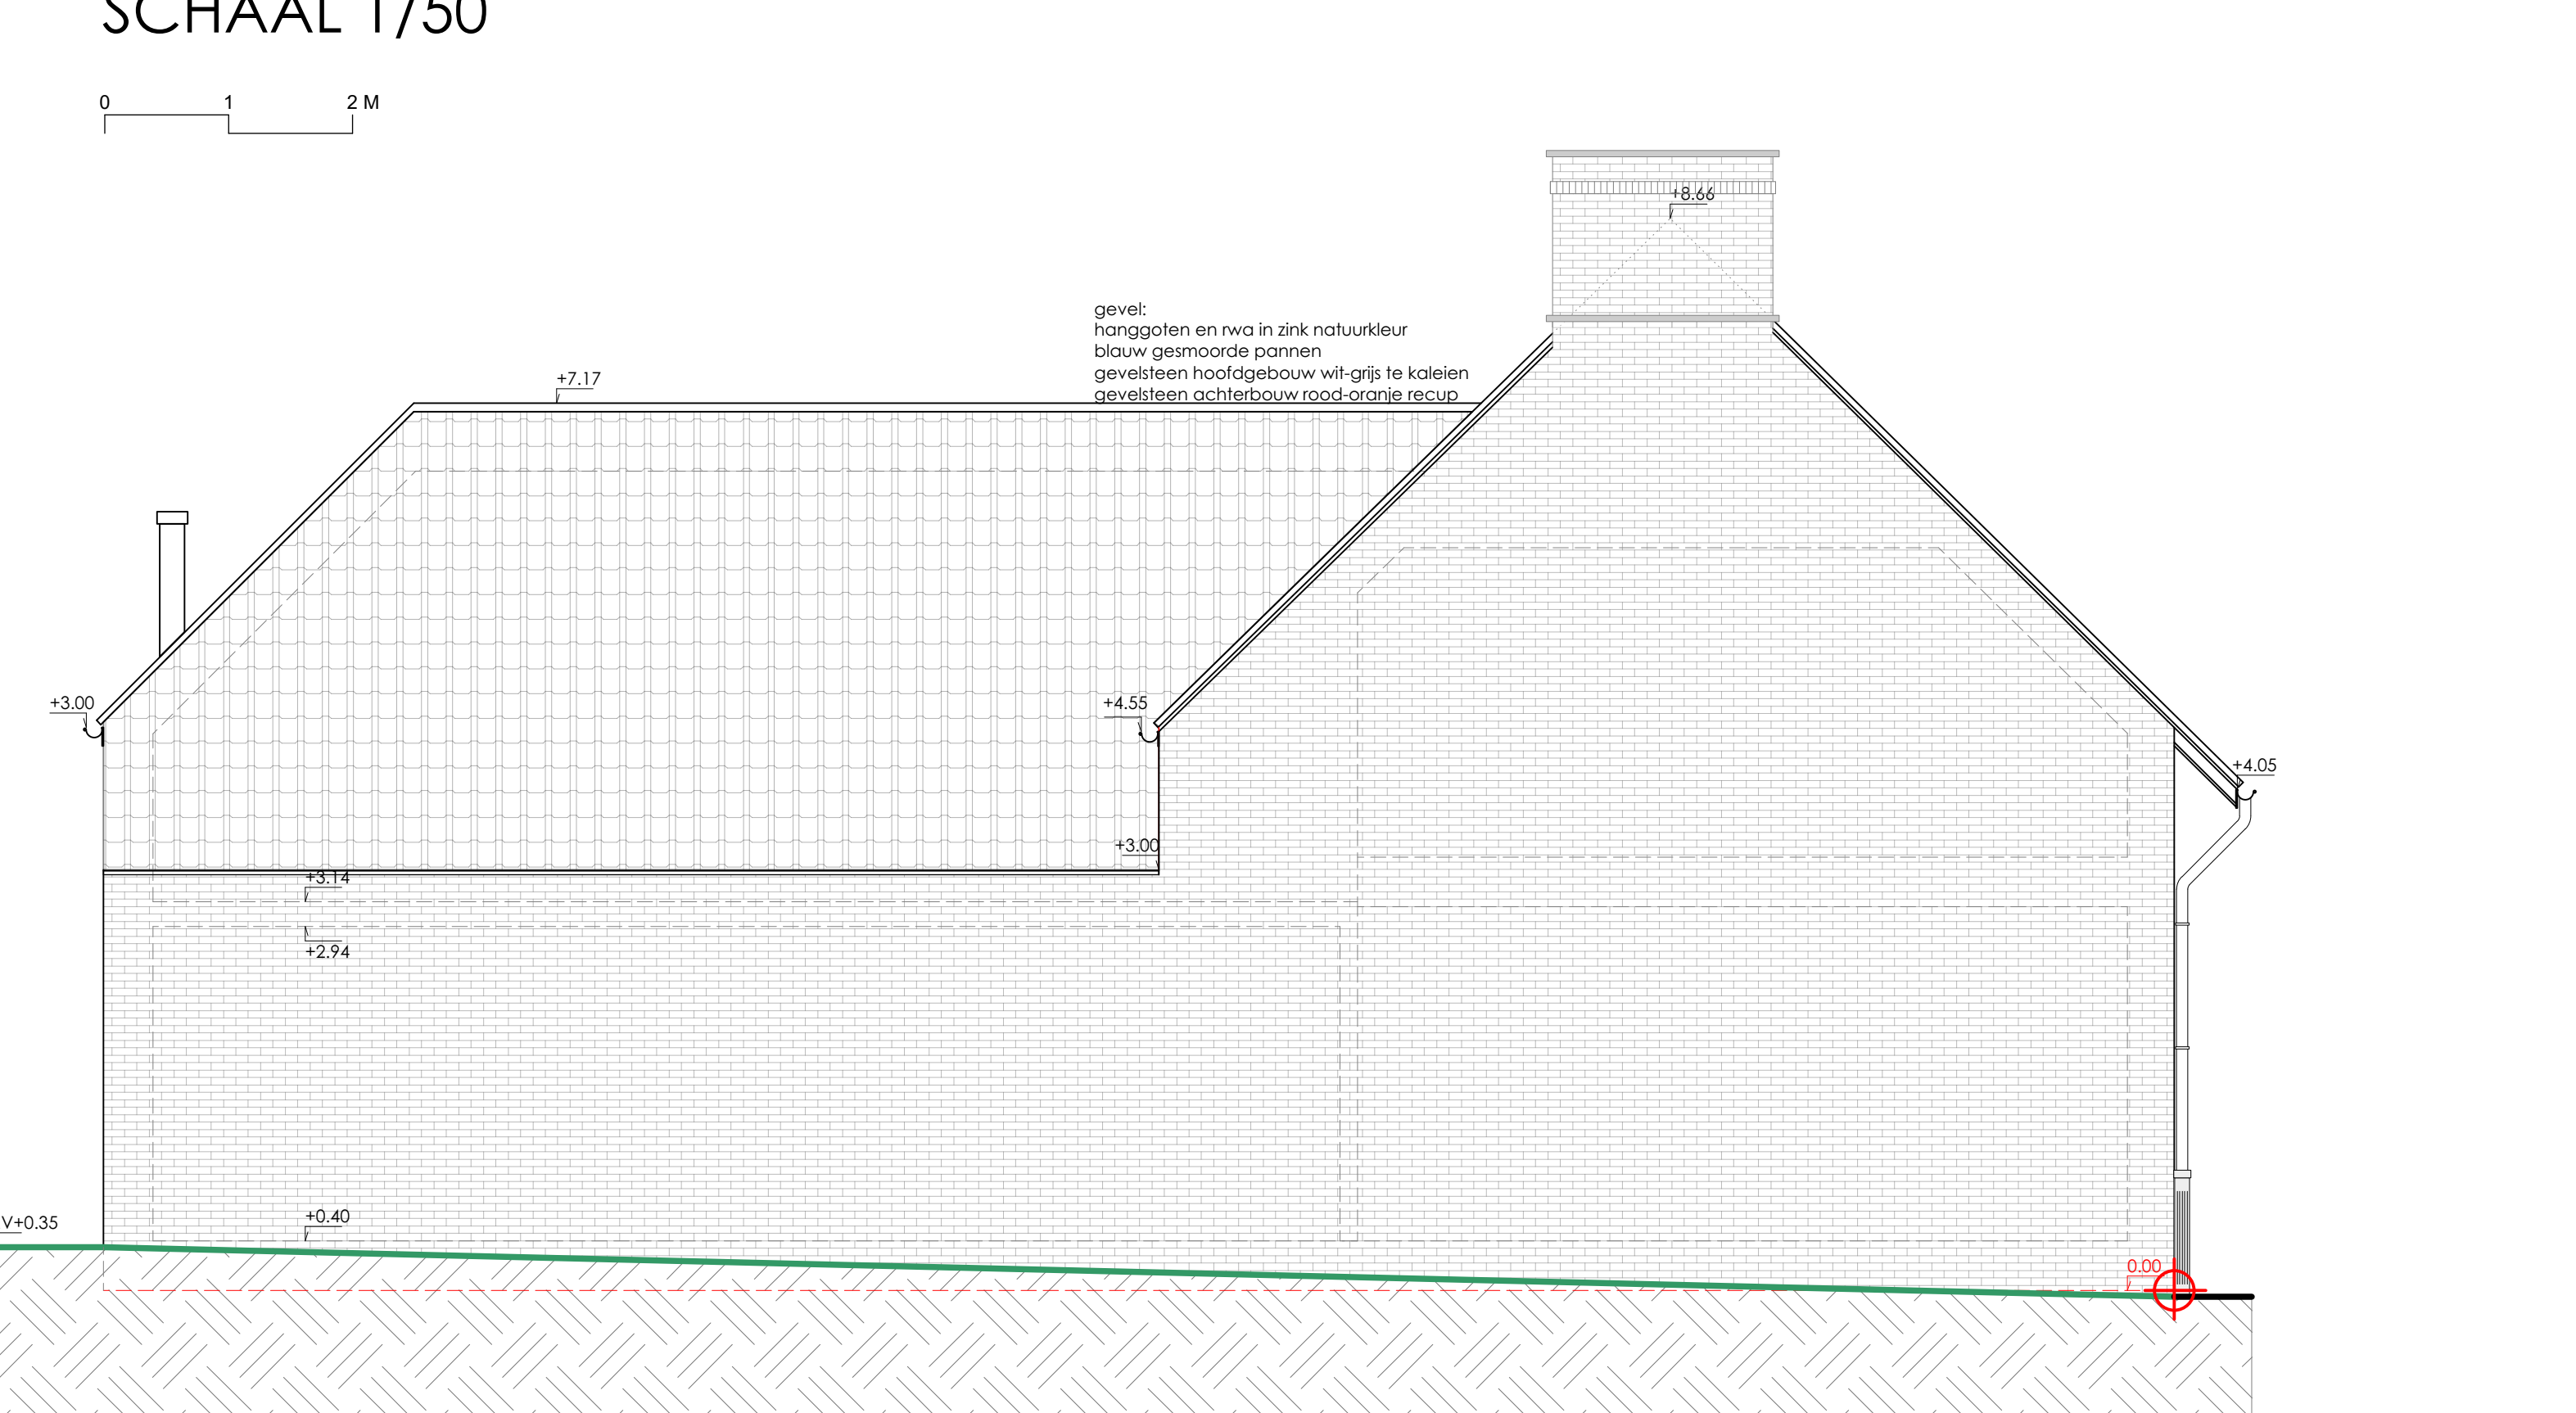 SCHAAL 1/50
0 1 2 M
+8.66
gevel:
hanggoten en rwa in zink natuurkleur
blauw gesmoorde pannen
gevelsteen hoofdgebouw wit-grijs te kaleien
gevelsteen achterbouw rood-oranje recup
+7.17
+3.00
+4.55
+4.05
+3.00
+3.14
+2.94
+0.40
V+0.35
0.00